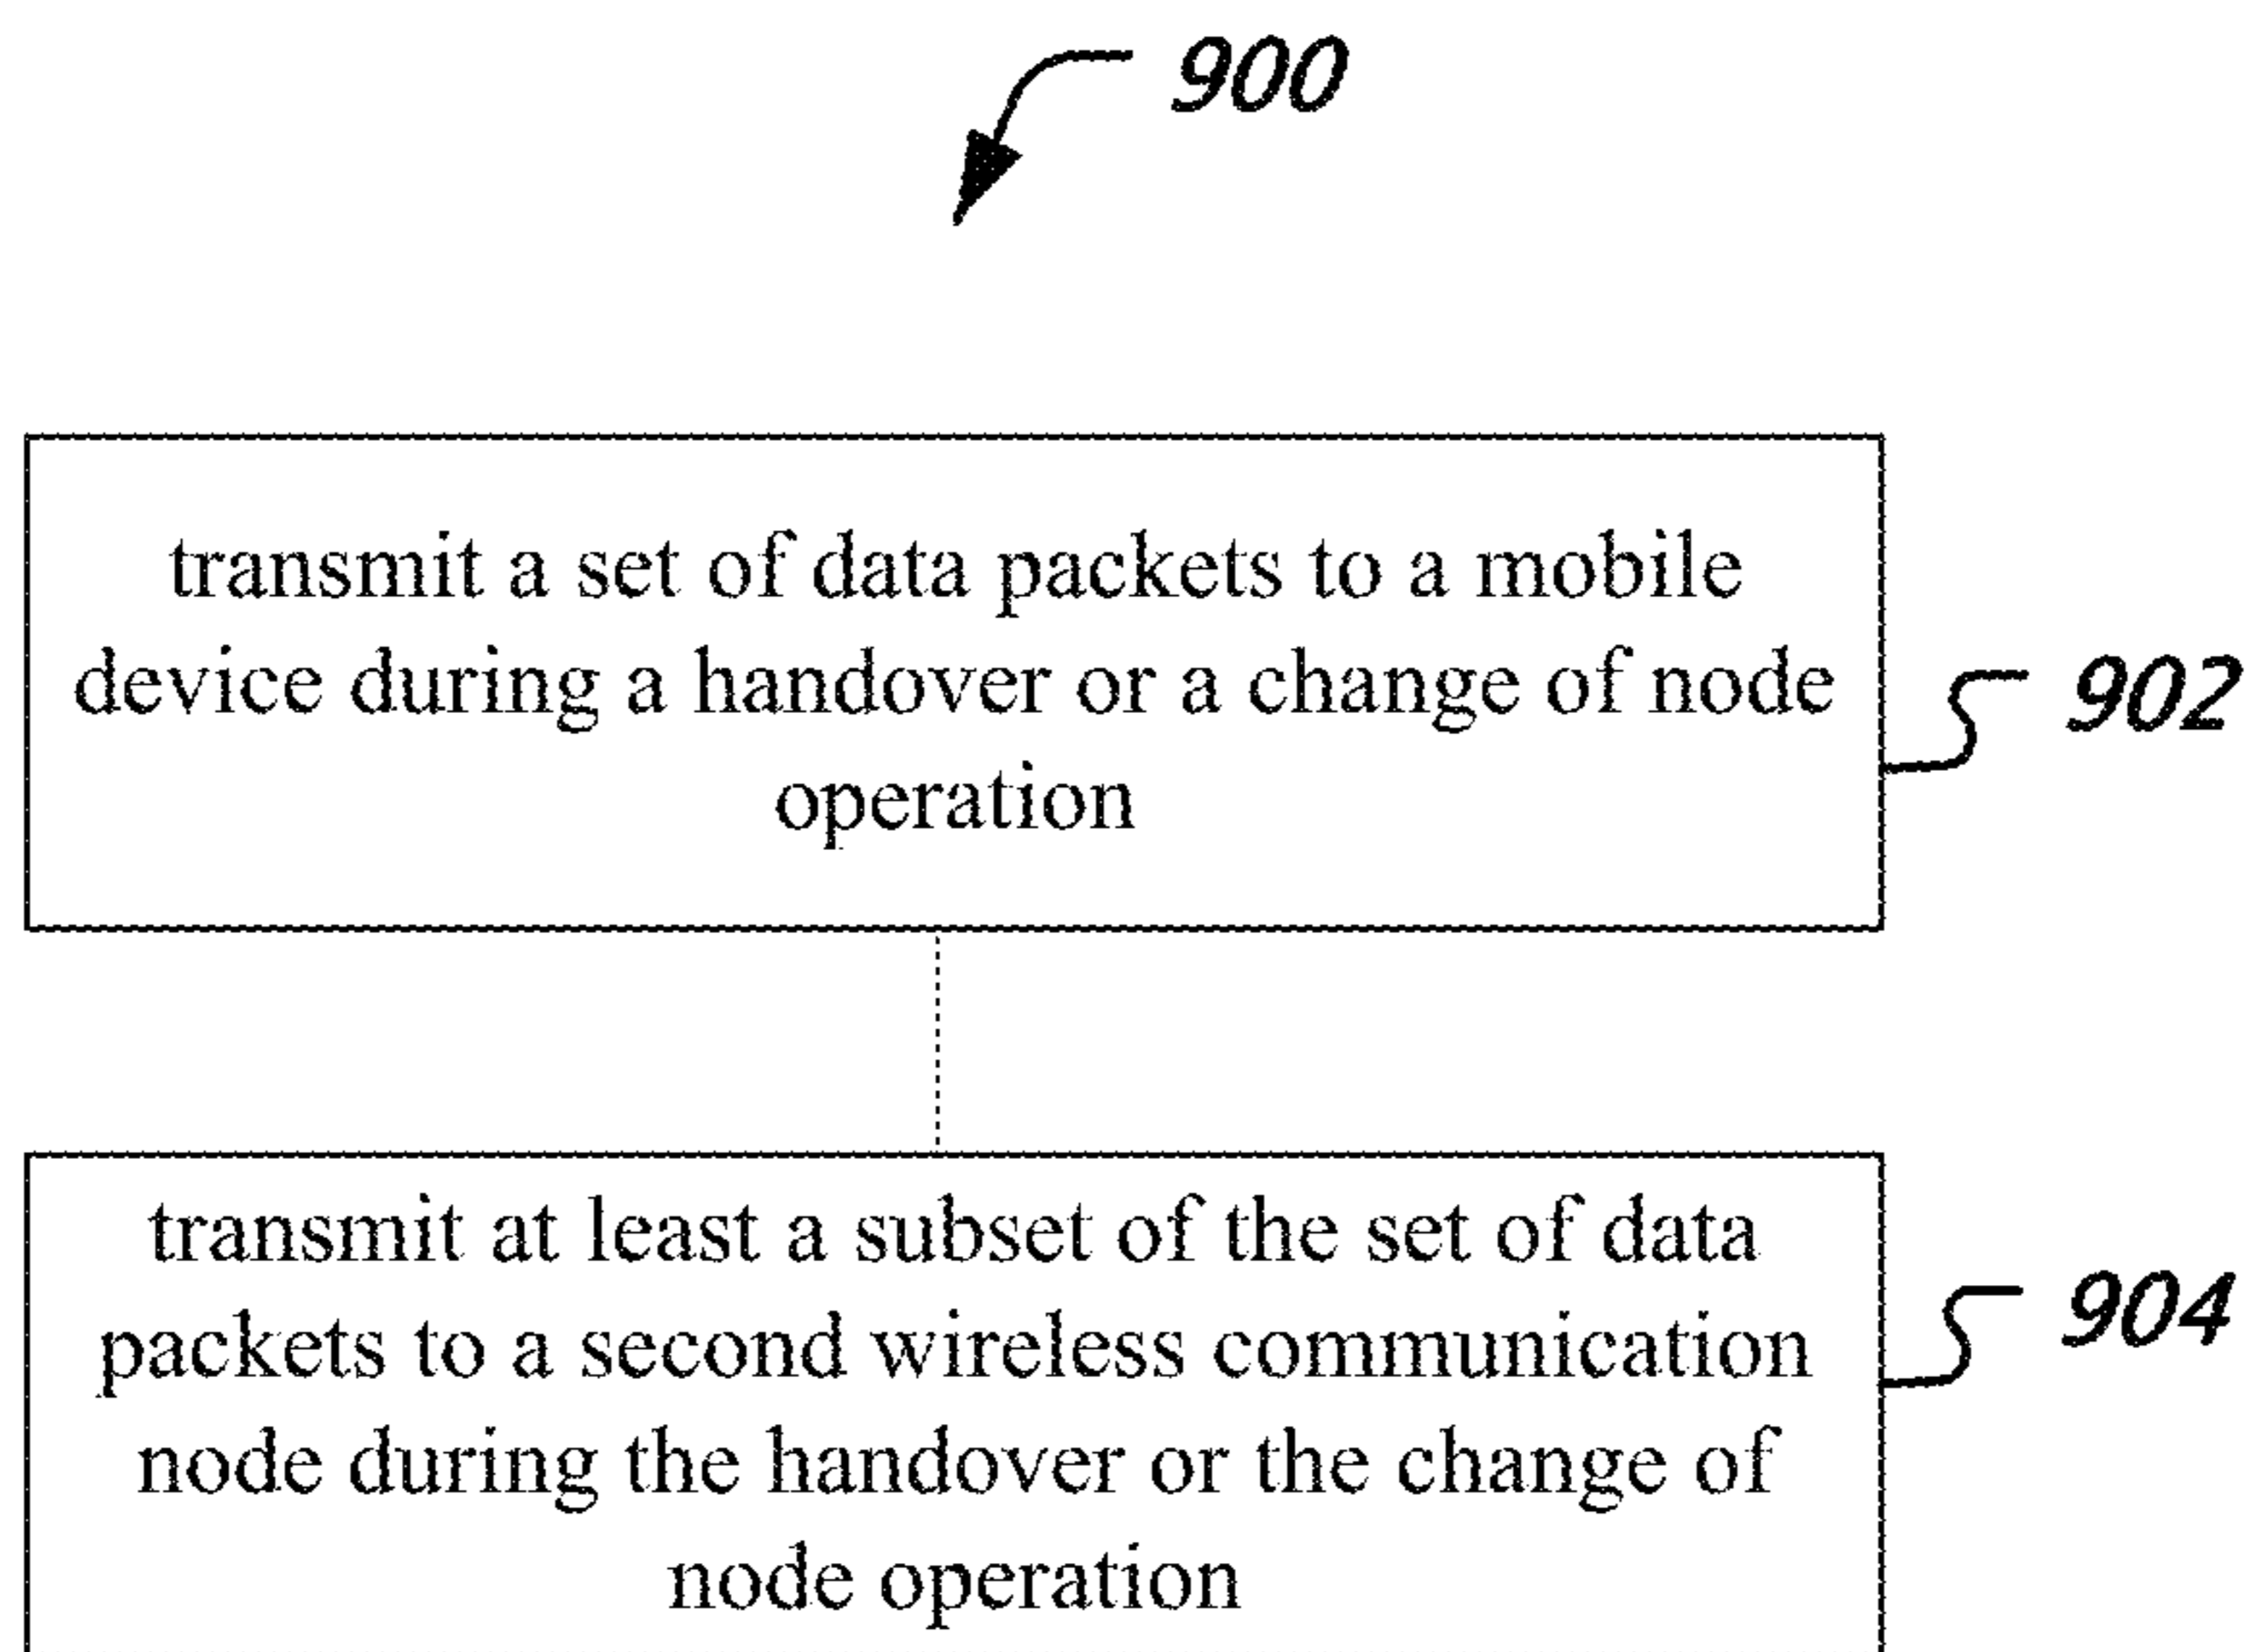 900
transmit a set of data packets to a mobile
device during a handover or a change of node
operation
902
transmit at least a subset of the set of data
packets to a second wireless communication
node during the handover or the change of
node operation
904